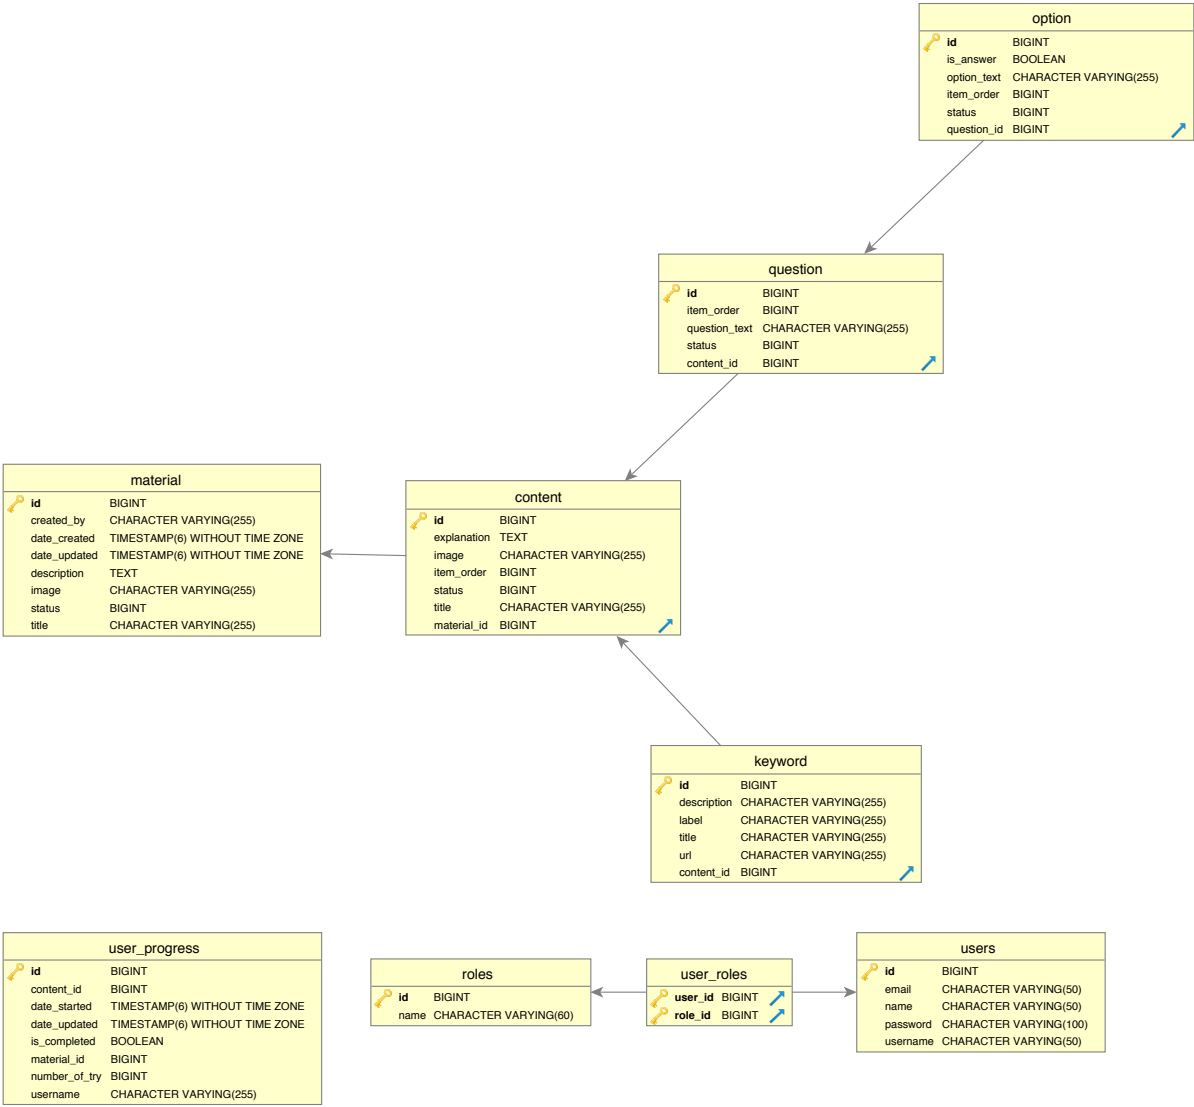 option
id BIGINT
is_answer BOOLEAN
option_text CHARACTER VARYING(255)
item_order BIGINT
status BIGINT
question_id BIGINT
question
id BIGINT
item_order BIGINT
question_text CHARACTER VARYING(255)
status BIGINT
content_id BIGINT
material
id BIGINT
created_by CHARACTER VARYING(255)
date_created TIMESTAMP(6) WITHOUT TIME ZONE
date_updated TIMESTAMP(6) WITHOUT TIME ZONE
description TEXT
image CHARACTER VARYING(255)
status BIGINT
title CHARACTER VARYING(255)
content
id BIGINT
explanation TEXT
image CHARACTER VARYING(255)
item_order BIGINT
status BIGINT
title CHARACTER VARYING(255)
material_id BIGINT
keyword
id BIGINT
description CHARACTER VARYING(255)
label CHARACTER VARYING(255)
title CHARACTER VARYING(255)
url CHARACTER VARYING(255)
content_id BIGINT
user_progress
id BIGINT
content_id BIGINT
date_started TIMESTAMP(6) WITHOUT TIME ZONE
date_updated TIMESTAMP(6) WITHOUT TIME ZONE
is_completed BOOLEAN
material_id BIGINT
number_of_try BIGINT
username CHARACTER VARYING(255)
roles
id BIGINT
name CHARACTER VARYING(60)
user_roles
user_id BIGINT
role_id BIGINT
users
id BIGINT
email CHARACTER VARYING(50)
name CHARACTER VARYING(50)
password CHARACTER VARYING(100)
username CHARACTER VARYING(50)